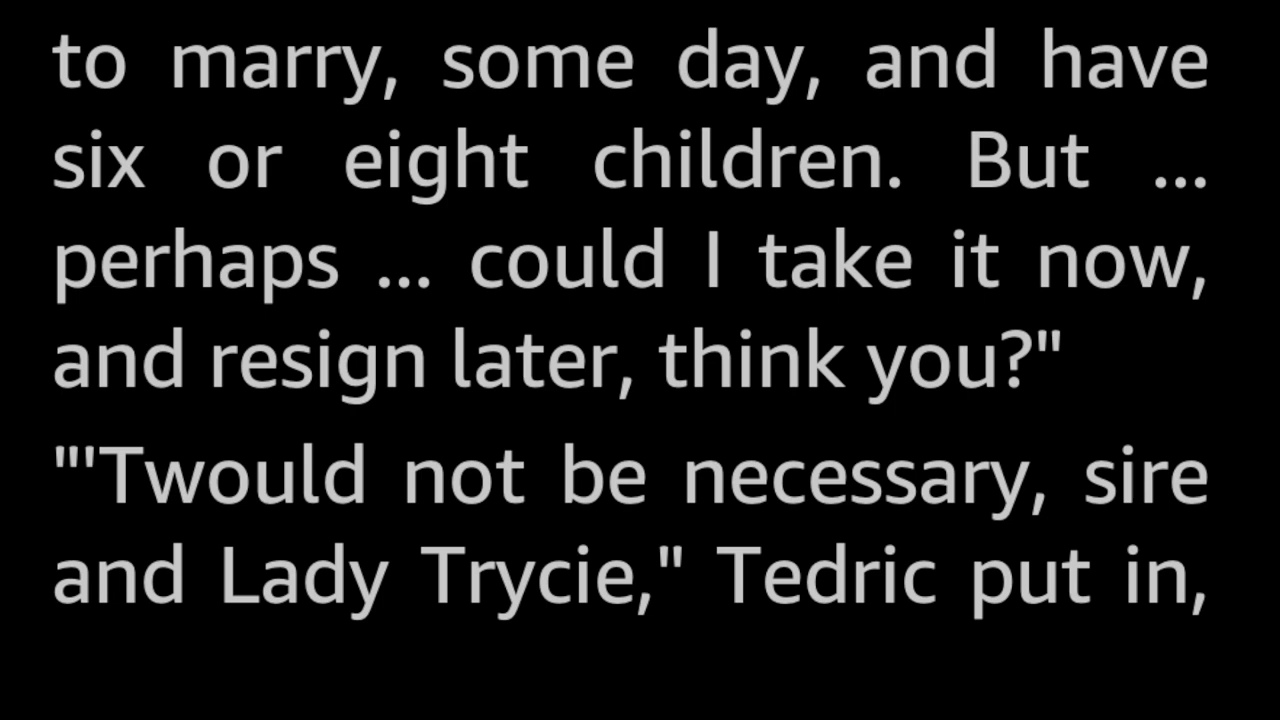 to marry, some day, and have
six or eight children. But ...
perhaps ... could I take it now,
and resign later, think you?"
"'Twould not be necessary, sire
and Lady Trycie," Tedric put in,